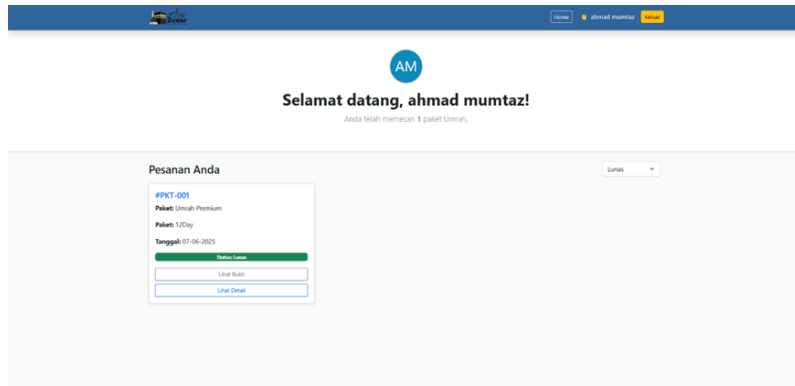 Home 👋 ahmad mumtaz Keluar
AM
Selamat datang, ahmad mumtaz!
Anda telah memesan 1 paket Umrah.
Pesanan Anda
Lunas
#PKT-001
Paket: Umrah Premium
Paket: 12Day
Tanggal: 07-06-2025
Status: Lunas
Lihat Bukti
Lihat Detail